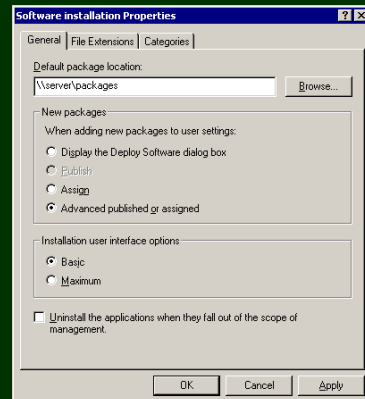 Software installation Properties
General File Extensions Categories
Default package location:
\\server\packages Browse...
New packages
When adding new packages to user settings:
Display the Deploy Software dialog box
Publish
Assign
Advanced published or assigned
Installation user interface options
Basic
Maximum
Uninstall the applications when they fall out of the scope of
management.
OK Cancel Apply